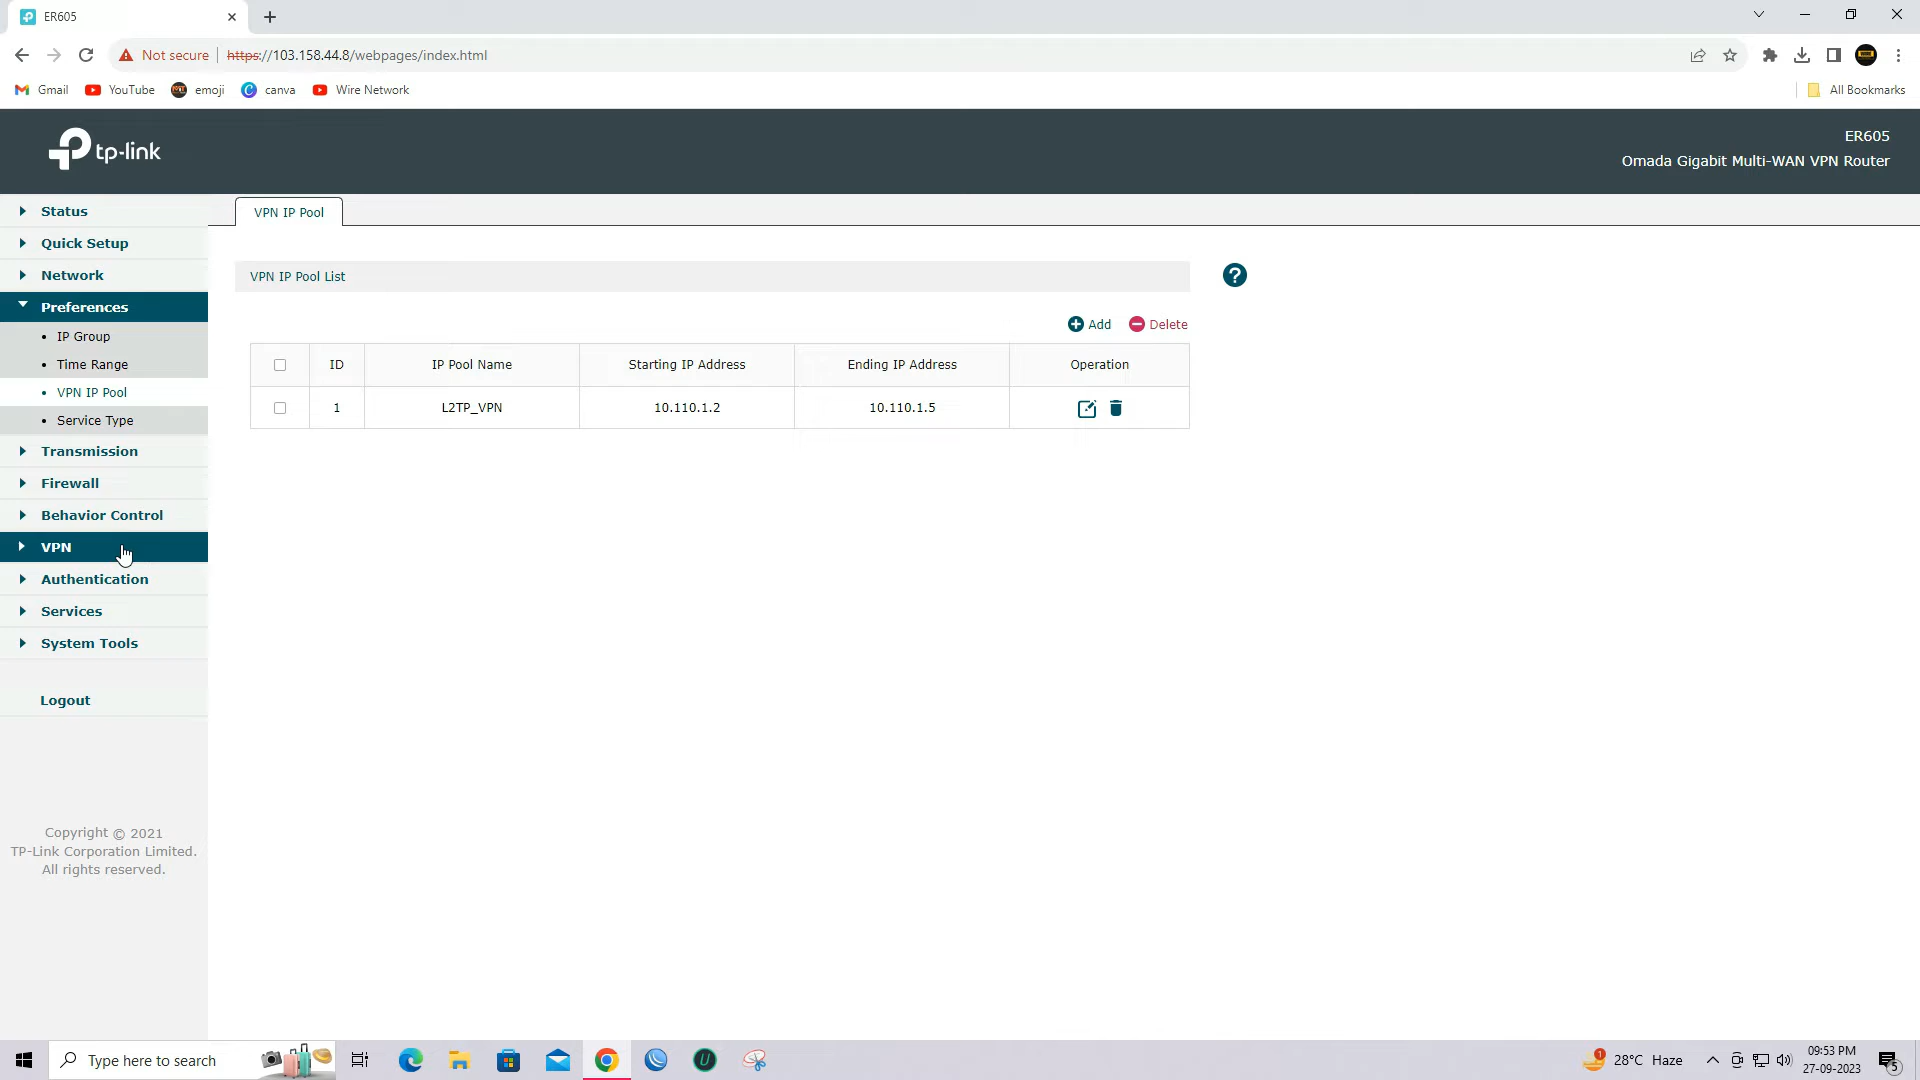 ER605
Not secure
https://103.158.44.8/webpages/index.html
Gmail
YouTube
emoji
canva
Wire Network
All Bookmarks
tp-link
ER605
Omada Gigabit Multi-WAN VPN Router
Status
Quick Setup
Network
Preferences
IP Group
Time Range
VPN IP Pool
Service Type
Transmission
Firewall
Behavior Control
VPN
Authentication
Services
System Tools
Logout
Copyright © 2021
TP-Link Corporation Limited.
All rights reserved.
VPN IP Pool
VPN IP Pool List
Add
Delete
ID IP Pool Name Starting IP Address Ending IP Address Operation
1 L2TP_VPN 10.110.1.2 10.110.1.5
Type here to search
1
28°C Haze
09:53 PM
27-09-2023
5